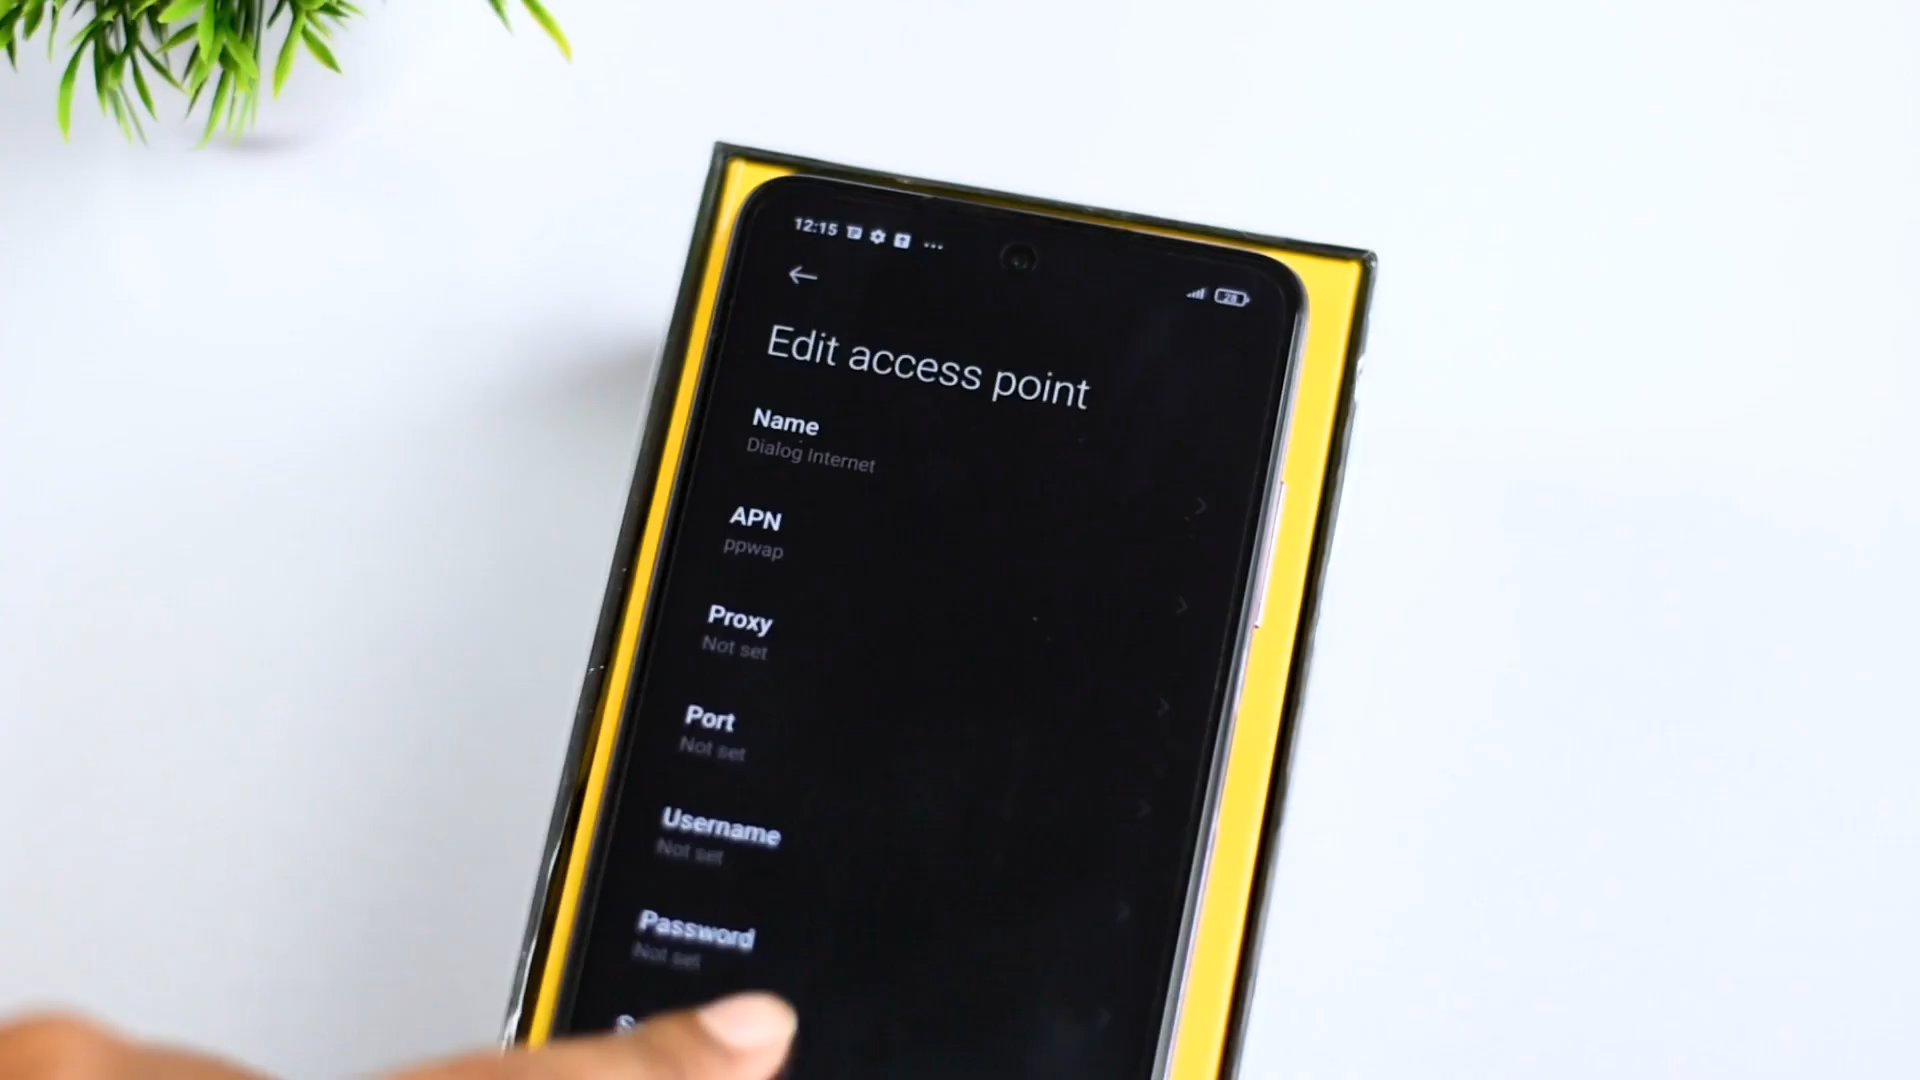 12:15
28
Edit access point
Name
Dialog Internet
APN
ppwap
Proxy
Not set
Port
Not set
Username
Not set
Password
Not set
S